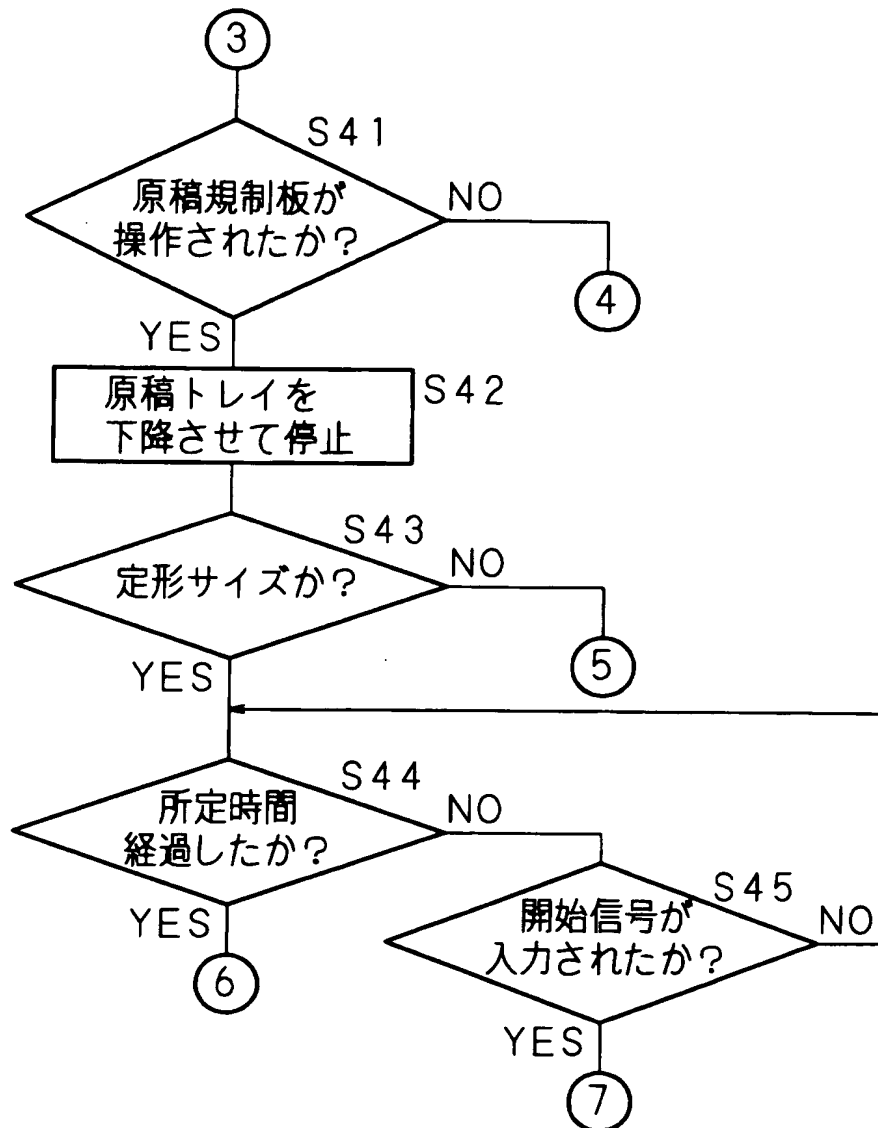 ③
S41
原稿規制板が
操作されたか？
NO
④
YES
原稿トレイを
下降させて停止
S42
S43
定形サイズか？
NO
⑤
YES
S44
所定時間
経過したか？
NO
YES
⑥
S45
開始信号が
入力されたか？
NO
YES
⑦